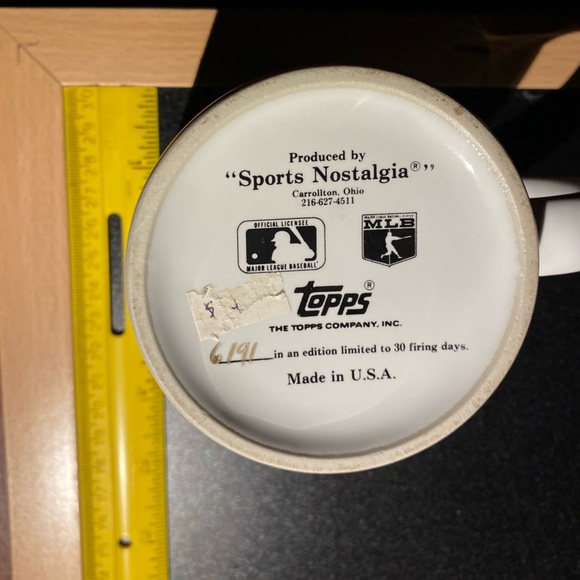 Produced by
“Sports Nostalgia®”
Carrollton, Ohio
216-627-4511
OFFICIAL LICENSEE
MAJOR LEAGUE BASEBALL
MLB
TOPPS®
THE TOPPS COMPANY, INC.
6191 in an edition limited to 30 firing days.
Made in U.S.A.